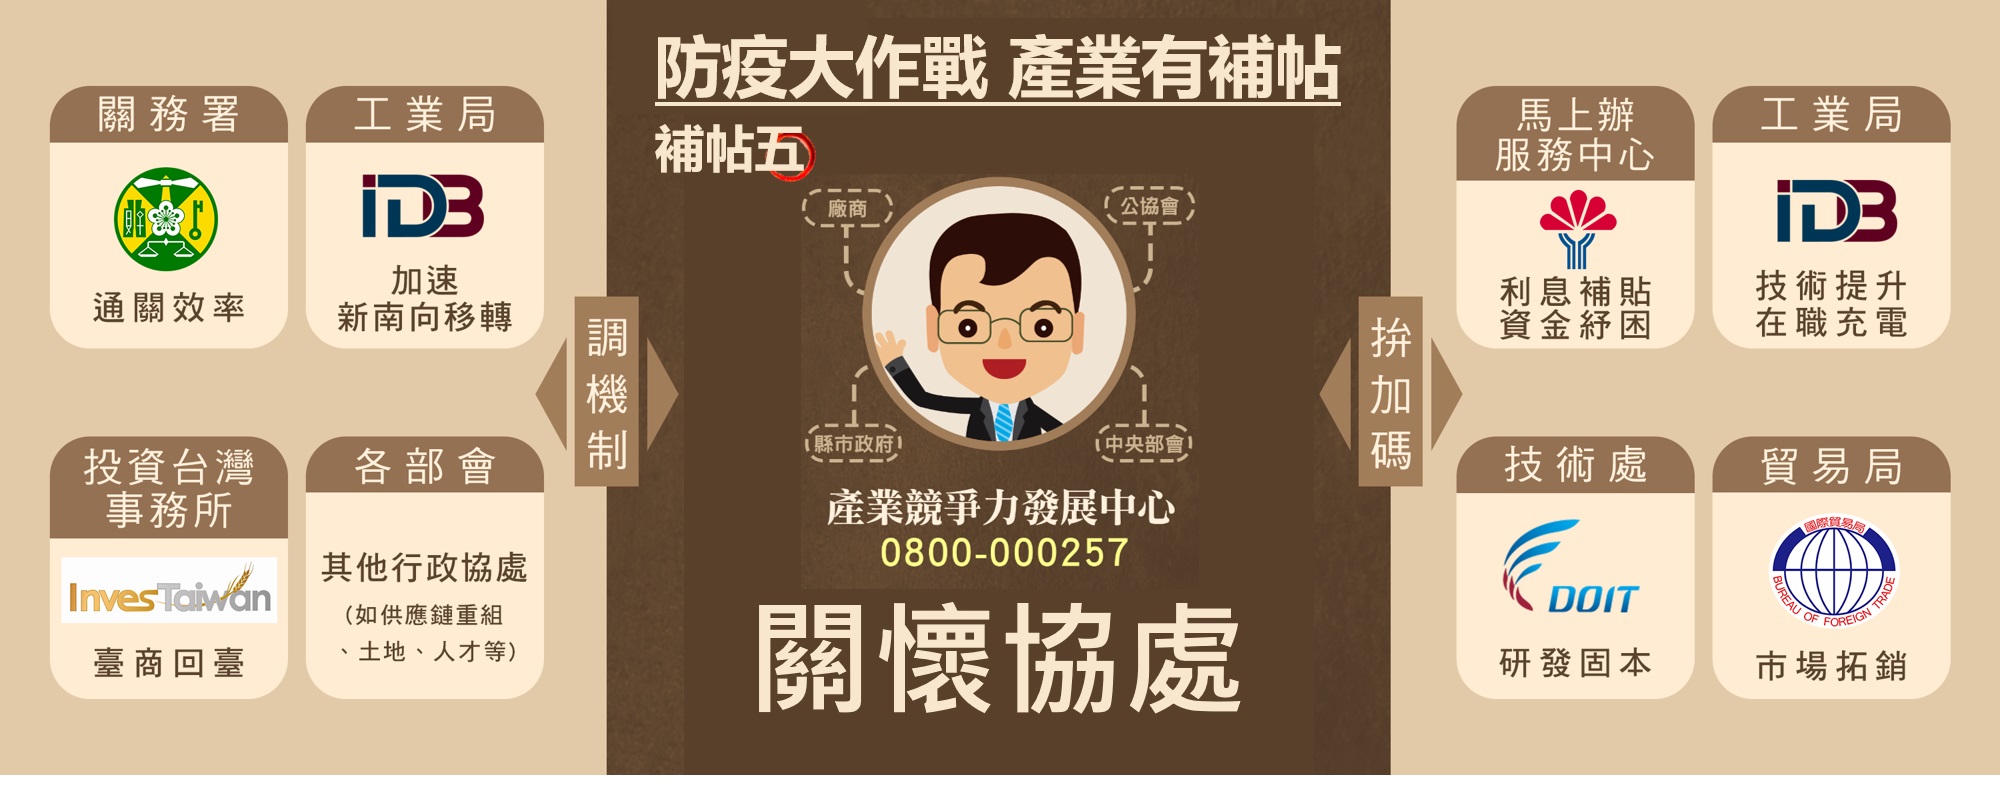 防疫大作戰 產業有補帖
補帖五
關務署
通關效率
工業局
IDB
加速
新南向移轉
投資台灣
事務所
InvesTaiwan
臺商回臺
各部會
其他行政協處
（如供應鏈重組
、土地、人才等）
調機制
廠商
公協會
縣市政府
中央部會
產業競爭力發展中心
0800-000257
關懷協處
拚加碼
馬上辦
服務中心
利息補貼
資金紓困
工業局
IDB
技術提升
在職充電
技術處
DOIT
研發固本
貿易局
國際貿易局
BUREAU OF FOREIGN TRADE
市場拓銷